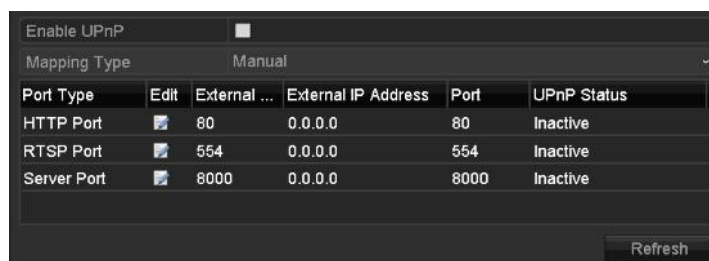 Enable UPnP
Mapping Type Manual
Port Type Edit External ... External IP Address Port UPnP Status
HTTP Port 80 0.0.0.0 80 Inactive
RTSP Port 554 0.0.0.0 554 Inactive
Server Port 8000 0.0.0.0 8000 Inactive
Refresh